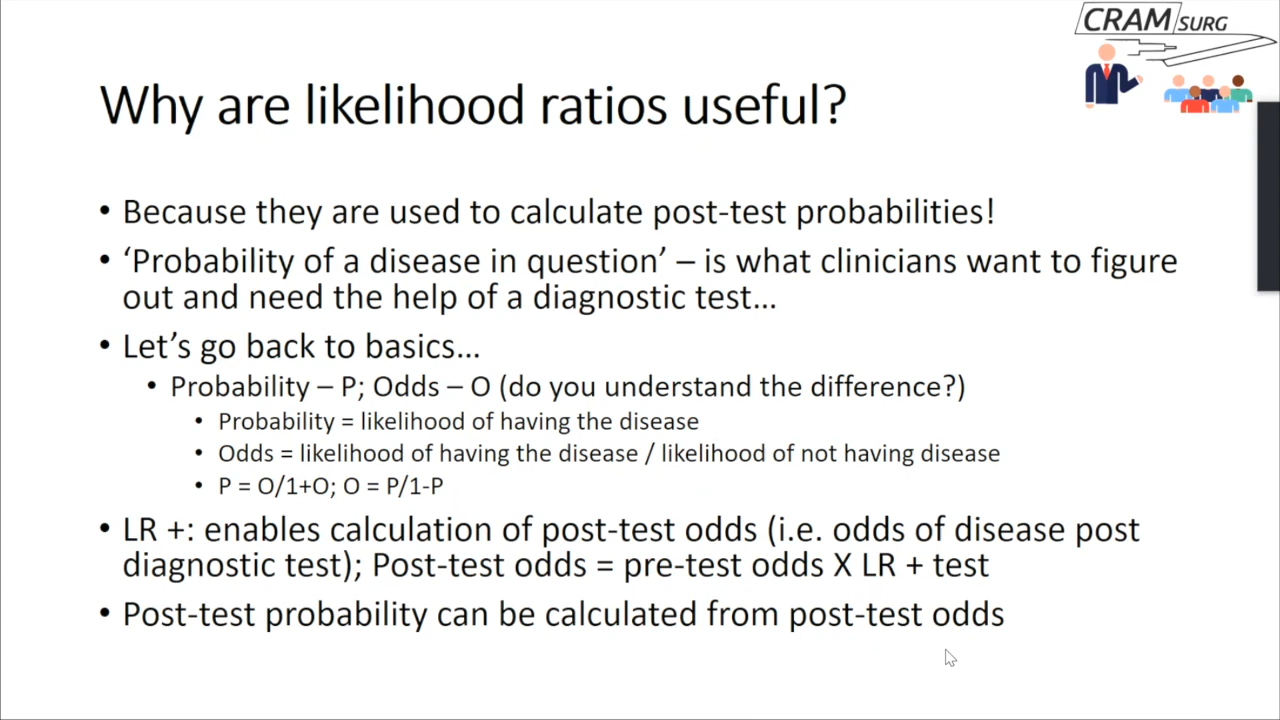 CRAM SURG
Why are likelihood ratios useful?
• Because they are used to calculate post-test probabilities!
• ‘Probability of a disease in question’ – is what clinicians want to figure
out and need the help of a diagnostic test…
• Let’s go back to basics…
• Probability – P; Odds – O (do you understand the difference?)
• Probability = likelihood of having the disease
• Odds = likelihood of having the disease / likelihood of not having disease
• P = O/1+O; O = P/1-P
• LR +: enables calculation of post-test odds (i.e. odds of disease post
diagnostic test); Post-test odds = pre-test odds X LR + test
• Post-test probability can be calculated from post-test odds